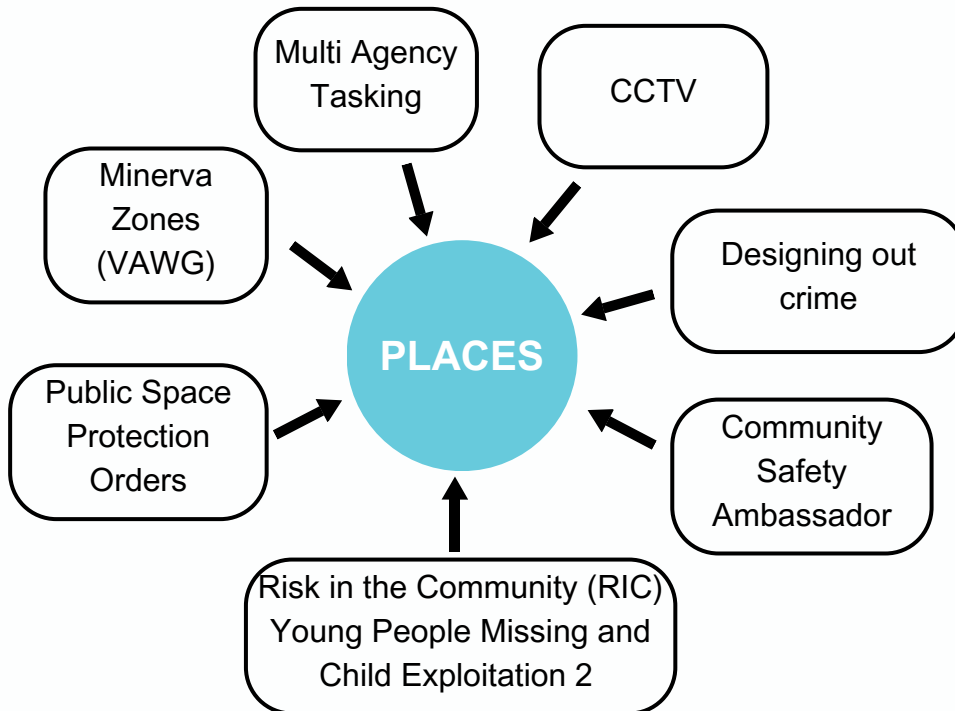 Multi Agency
Tasking
CCTV
Minerva
Zones
(VAWG)
Designing out
crime
PLACES
Public Space
Protection
Orders
Community
Safety
Ambassador
Risk in the Community (RIC)
Young People Missing and
Child Exploitation 2